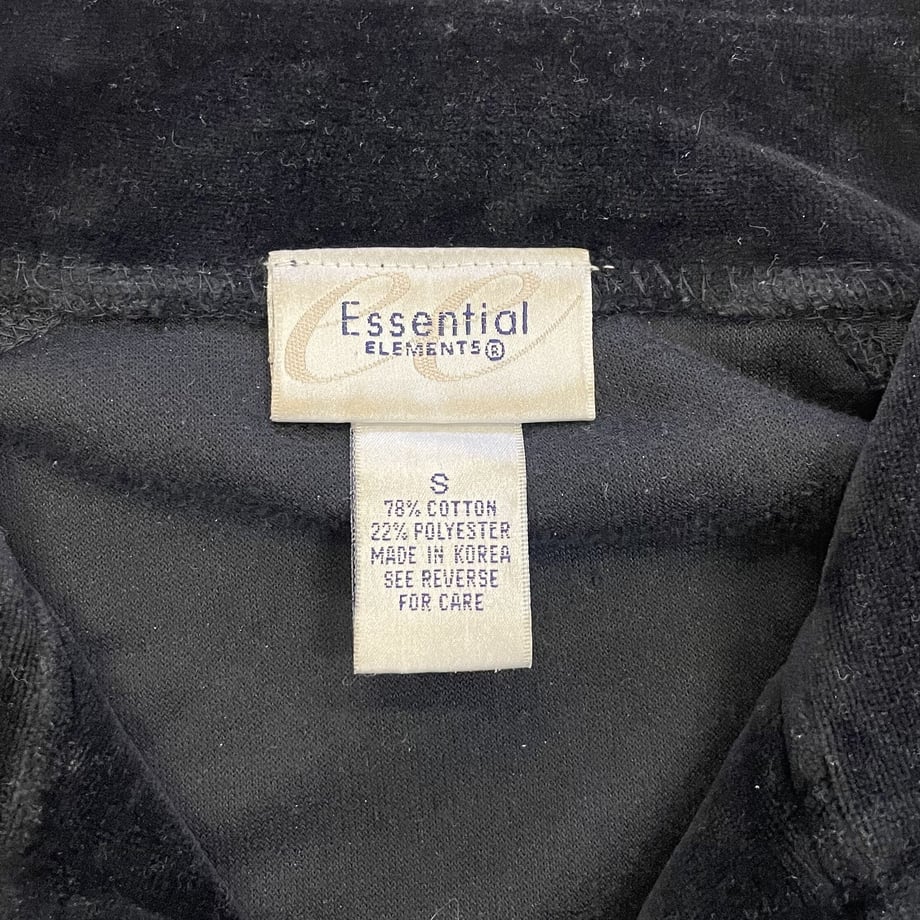 Essential
ELEMENTS®
S
78% COTTON
22% POLYESTER
MADE IN KOREA
SEE REVERSE
FOR CARE